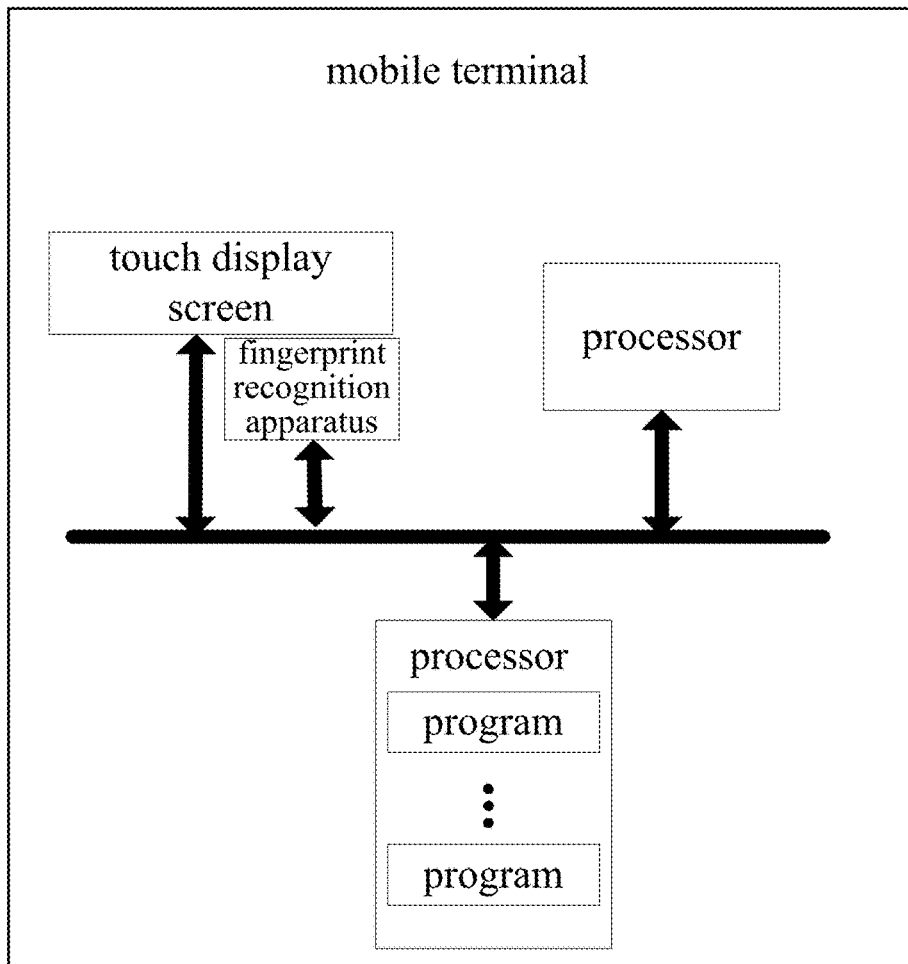 mobile terminal
touch display
screen
fingerprint
recognition
apparatus
processor
processor
program
program